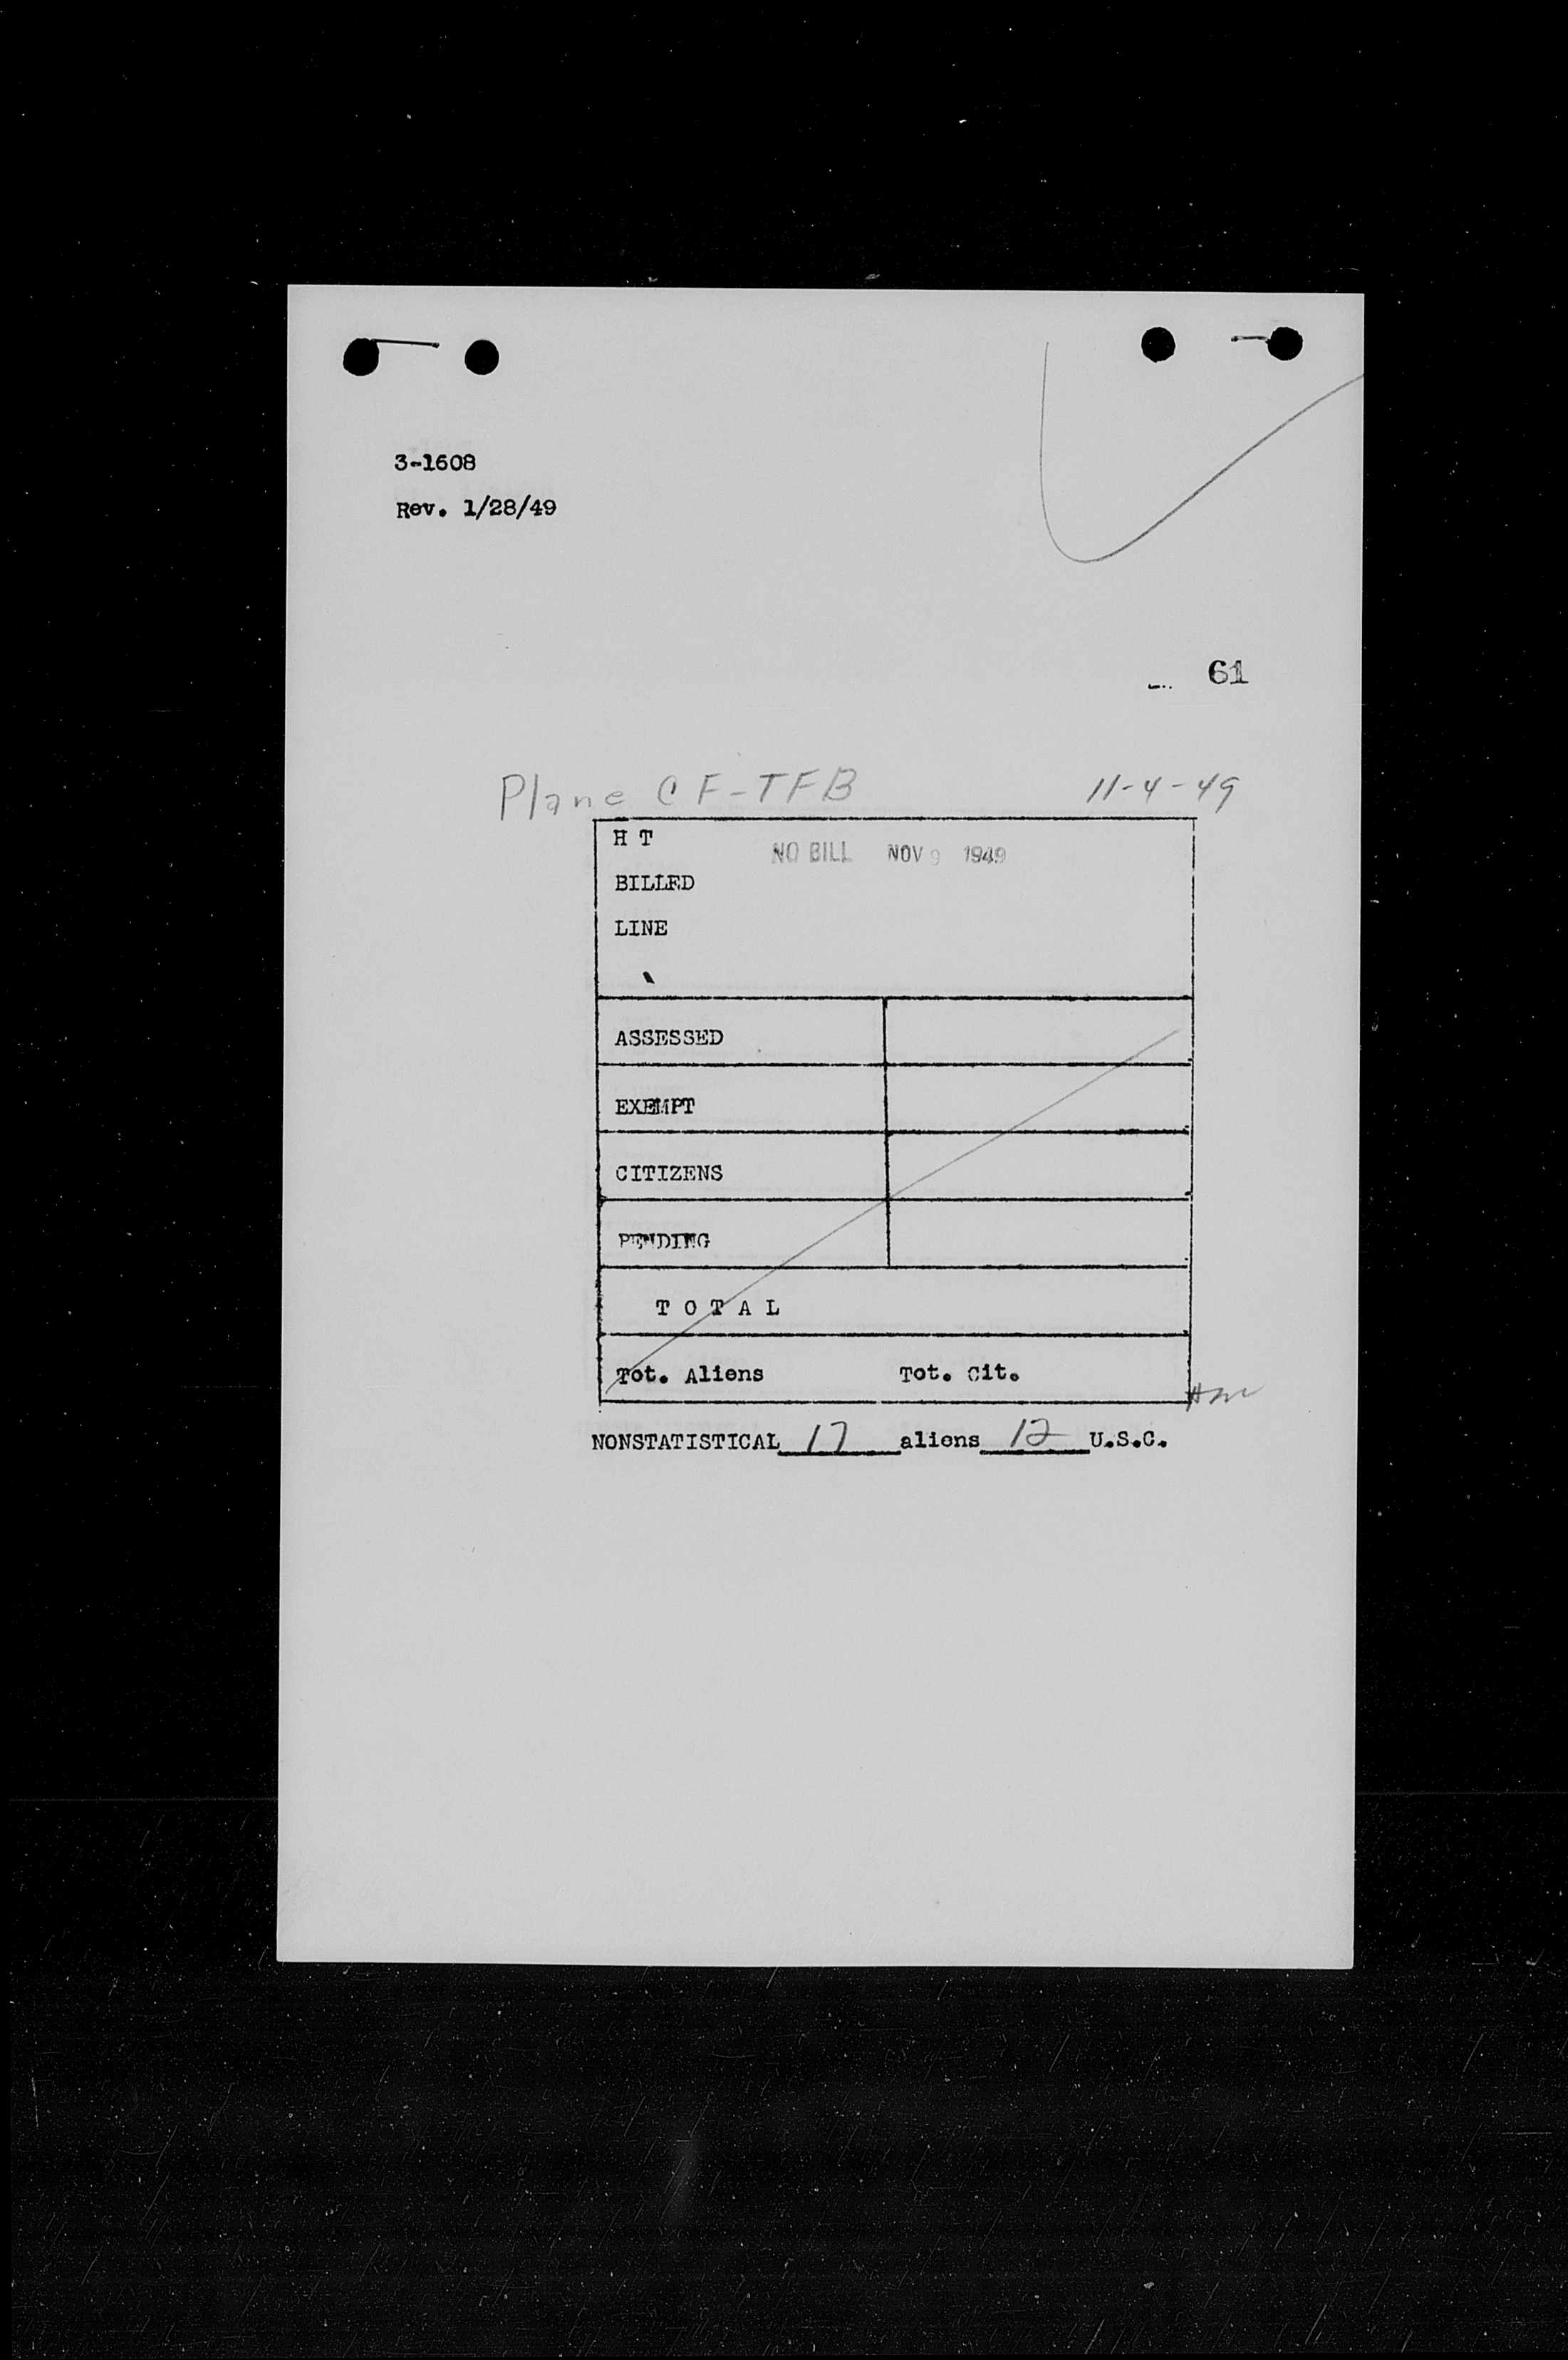 3-1608
Rev. 1/28/49
61
Plane CF-TFB 11-4-49
H T
NO BILL NOV 9 1949
BILLED
LINE
ASSESSED
EXEMPT
CITIZENS
PENDING
T O T A L
Tot. Aliens Tot. Cit.
NONSTATISTICAL 17 aliens 12 U.S.C.